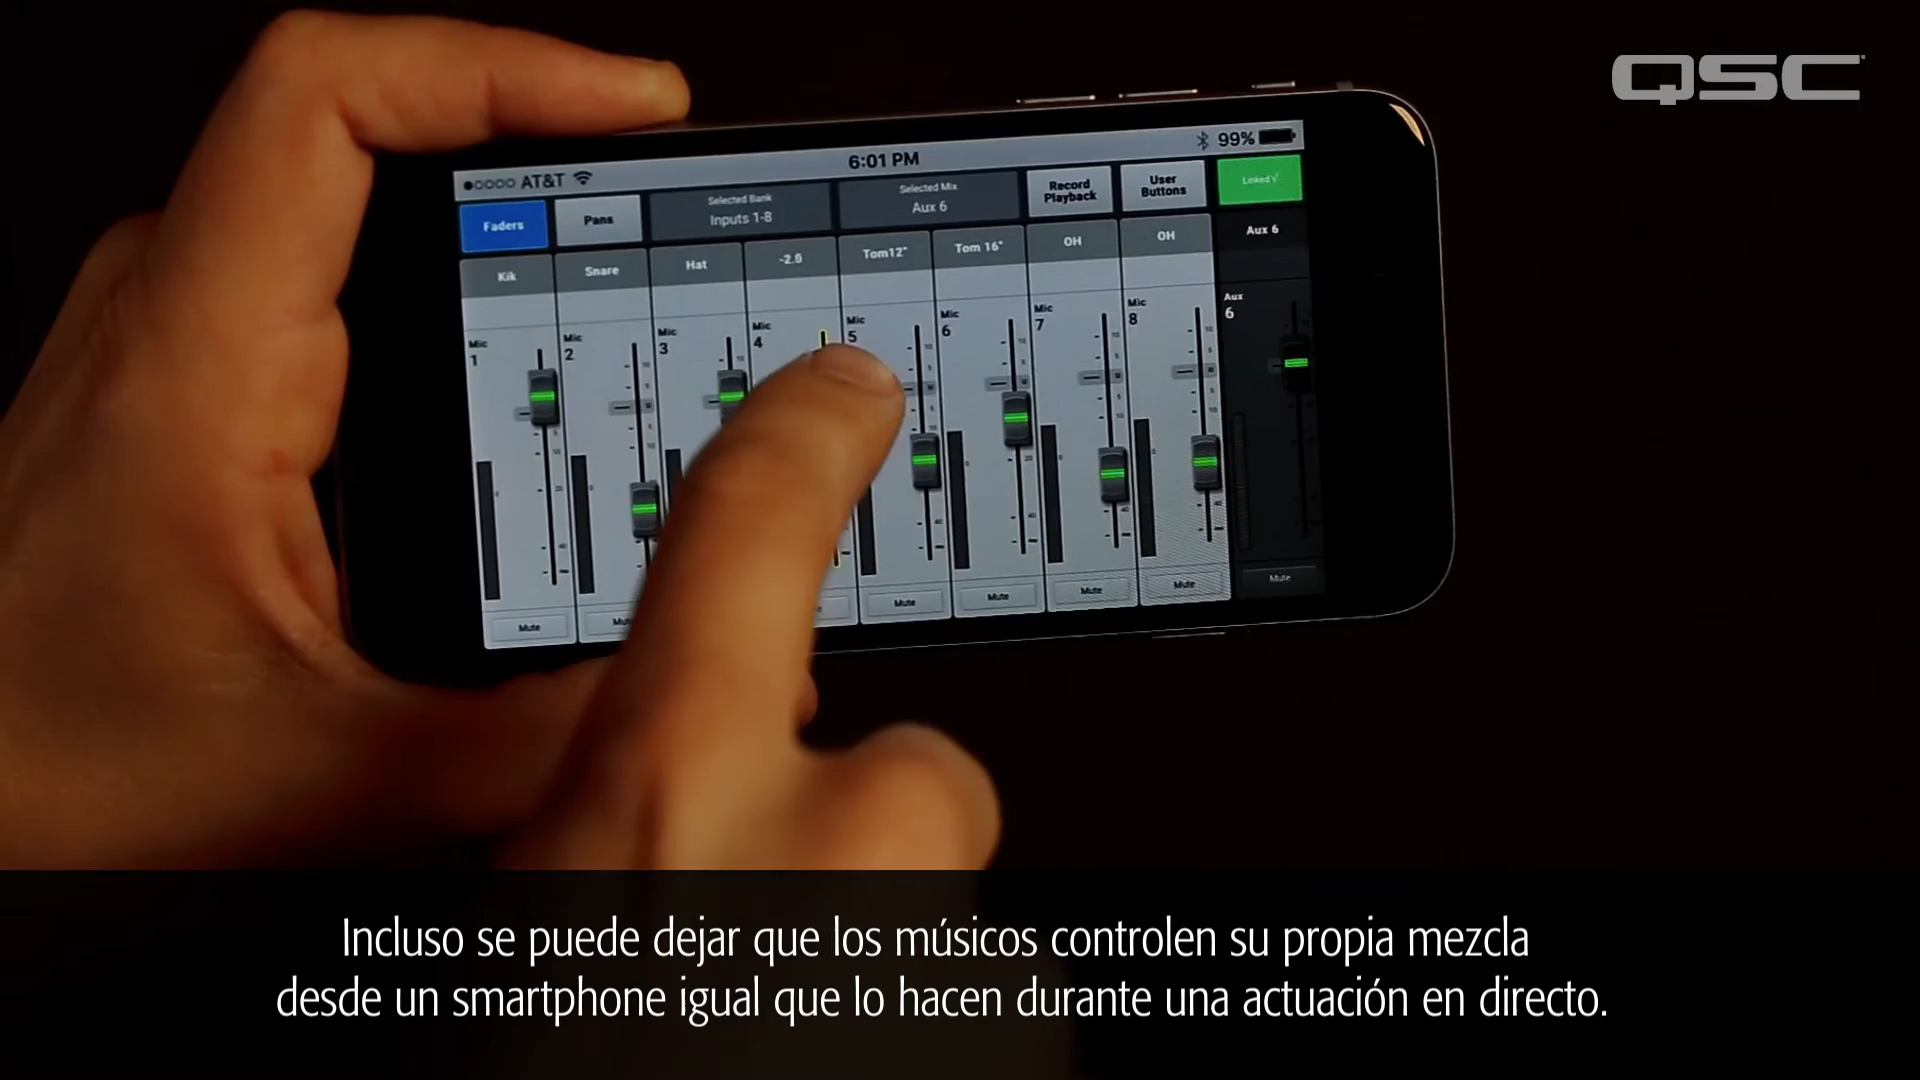 QSC
●○○○○ AT&T
6:01 PM
99%
Faders
Pans
Selected Bank
Inputs 1-8
Selected Mix
Aux 6
Record
Playback
User
Buttons
Linked √
Kik
Snare
Hat
-2.6
Tom12"
Tom 16"
OH
OH
Aux 6
Mic
1
Mic
2
Mic
3
Mic
4
Mic
5
Mic
6
Mic
7
Mic
8
Aux
6
Mute
Mute
Mute
Mute
Mute
Mute
Mute
Incluso se puede dejar que los músicos controlen su propia mezcla
desde un smartphone igual que lo hacen durante una actuación en directo.